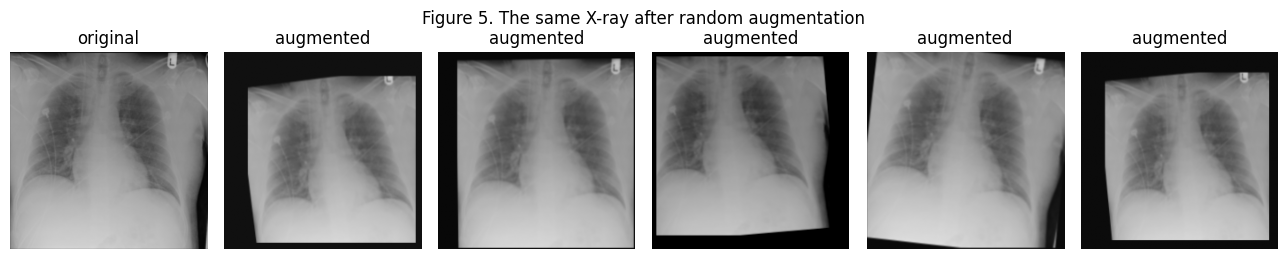 Figure 5. The same X-ray after random augmentation
original augmented augmented augmented augmented augmented
L
L
L
L
L